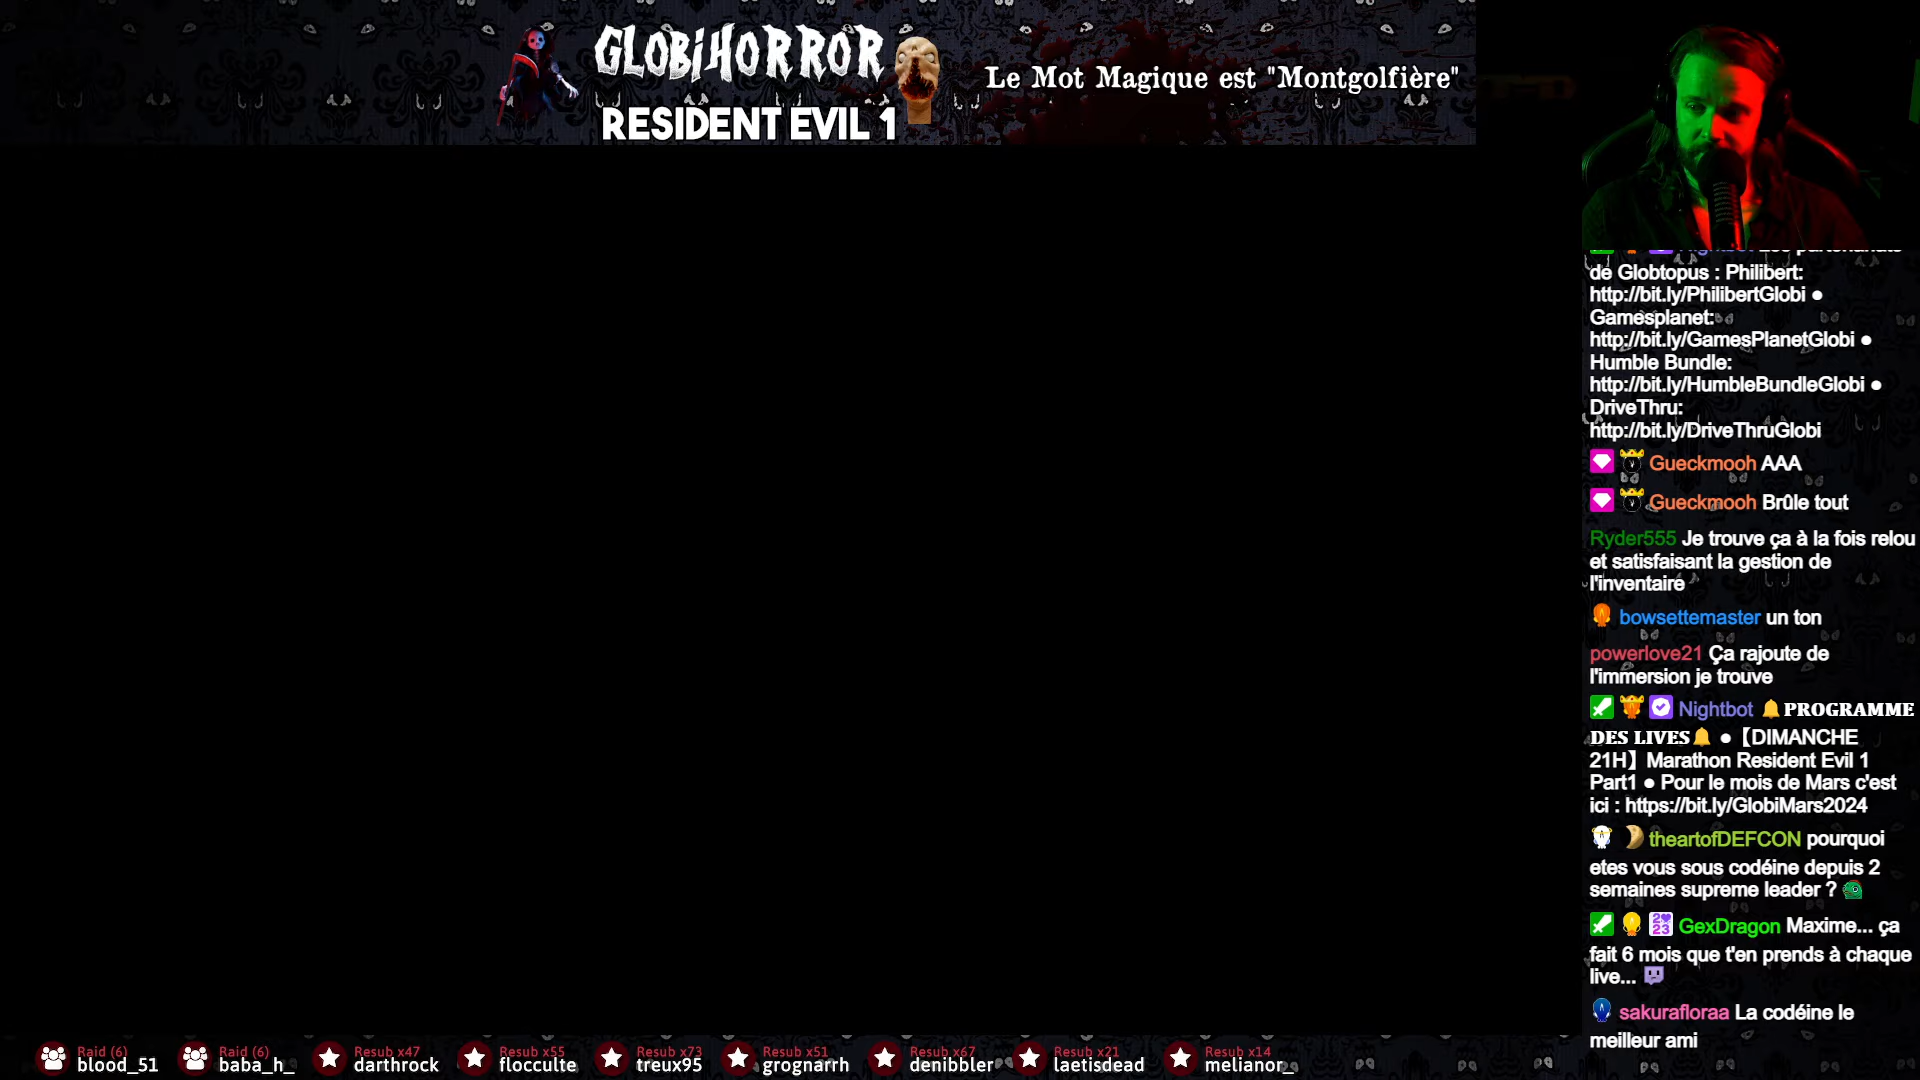 GLOBiHORROR
RESIDENT EVIL 1
Le Mot Magique est "Montgolfière"
de Globtopus : Philibert:
http://bit.ly/PhilibertGlobi ●
Gamesplanet:
http://bit.ly/GamesPlanetGlobi ●
Humble Bundle:
http://bit.ly/HumbleBundleGlobi ●
DriveThru:
http://bit.ly/DriveThruGlobi
Gueckmooh AAA
Gueckmooh Brûle tout
Ryder555 Je trouve ça à la fois relou
et satisfaisant la gestion de
l'inventaire
bowsettemaster un ton
powerlove21 Ça rajoute de
l'immersion je trouve
Nightbot 🔔PROGRAMME
DES LIVES🔔 ●【DIMANCHE
21H】Marathon Resident Evil 1
Part1 ● Pour le mois de Mars c'est
ici : https://bit.ly/GlobiMars2024
theartofDEFCON pourquoi
etes vous sous codéine depuis 2
semaines supreme leader ?
GexDragon Maxime... ça
fait 6 mois que t'en prends à chaque
live...
sakurafloraa La codéine le
meilleur ami
Raid (6)
blood_51
Raid (6)
baba_h_
Resub x47
darthrock
Resub x55
flocculte
Resub x73
treux95
Resub x51
grognarrh
Resub x67
denibbler
Resub x21
laetisdead
Resub x14
melianor_